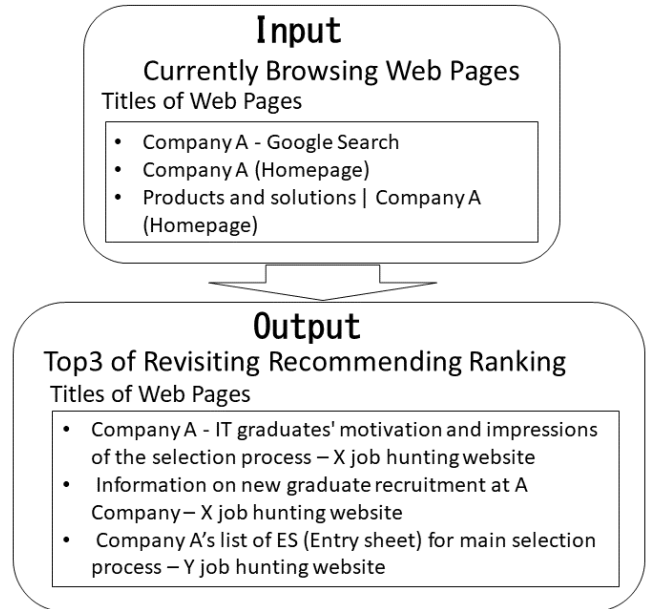 Input
Currently Browsing Web Pages
Titles of Web Pages
• Company A - Google Search
• Company A (Homepage)
• Products and solutions | Company A
(Homepage)
Output
Top3 of Revisiting Recommending Ranking
Titles of Web Pages
• Company A - IT graduates' motivation and impressions
of the selection process – X job hunting website
• Information on new graduate recruitment at A
Company – X job hunting website
• Company A's list of ES (Entry sheet) for main selection
process – Y job hunting website